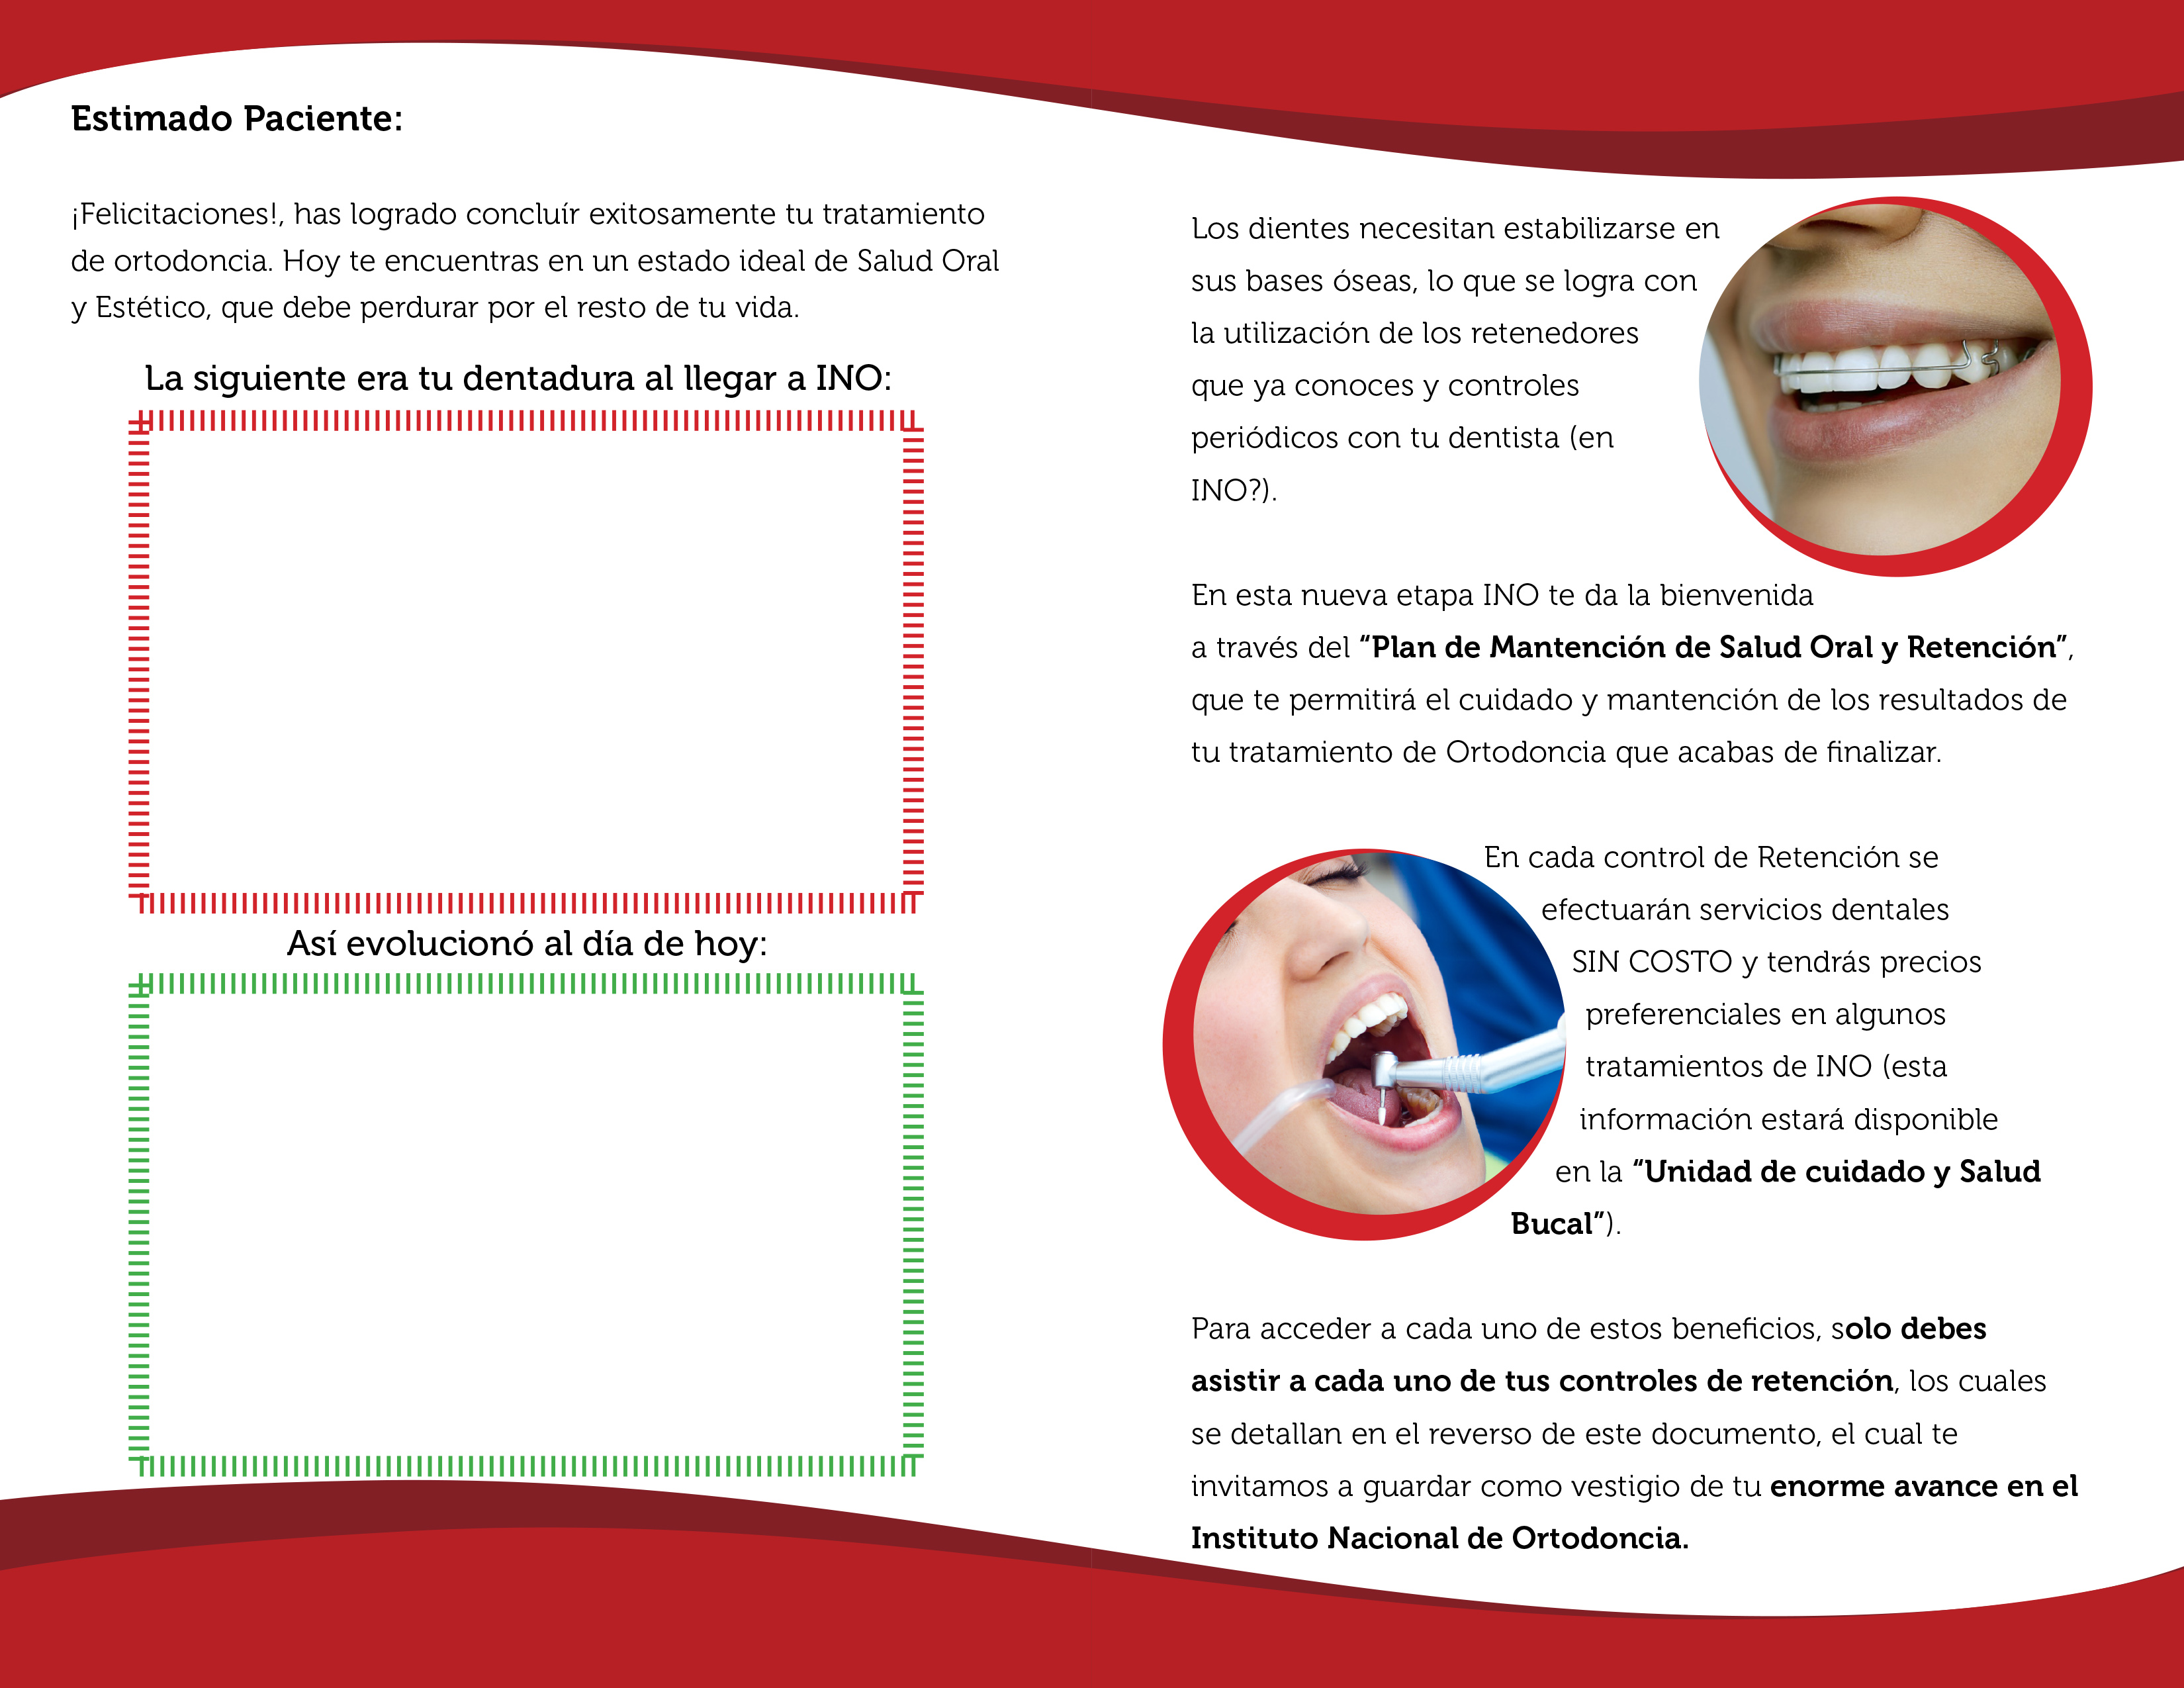 Estimado Paciente:
¡Felicitaciones!, has logrado concluír exitosamente tu tratamiento
de ortodoncia. Hoy te encuentras en un estado ideal de Salud Oral
y Estético, que debe perdurar por el resto de tu vida.
La siguiente era tu dentadura al llegar a INO:
Así evolucionó al día de hoy:
Los dientes necesitan estabilizarse en
sus bases óseas, lo que se logra con
la utilización de los retenedores
que ya conoces y controles
periódicos con tu dentista (en
INO?).
En esta nueva etapa INO te da la bienvenida
a través del “Plan de Mantención de Salud Oral y Retención”,
que te permitirá el cuidado y mantención de los resultados de
tu tratamiento de Ortodoncia que acabas de finalizar.
En cada control de Retención se
efectuarán servicios dentales
SIN COSTO y tendrás precios
preferenciales en algunos
tratamientos de INO (esta
información estará disponible
en la “Unidad de cuidado y Salud
Bucal”).
Para acceder a cada uno de estos beneficios, solo debes
asistir a cada uno de tus controles de retención, los cuales
se detallan en el reverso de este documento, el cual te
invitamos a guardar como vestigio de tu enorme avance en el
Instituto Nacional de Ortodoncia.